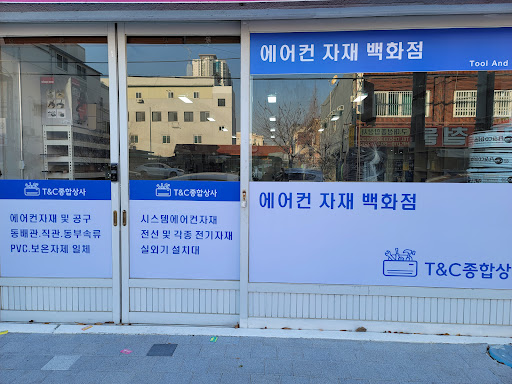 에어컨 자재 백화점
Tool And
T&C종합상사
에어컨자재 및 공구
동배관.직관.동부속류
PVC.보온자제 일체
T&C종합상사
시스템에어컨자재
전선 및 각종 전기자재
실외기 설치대
에어컨 자재 백화점
T&C종합상사